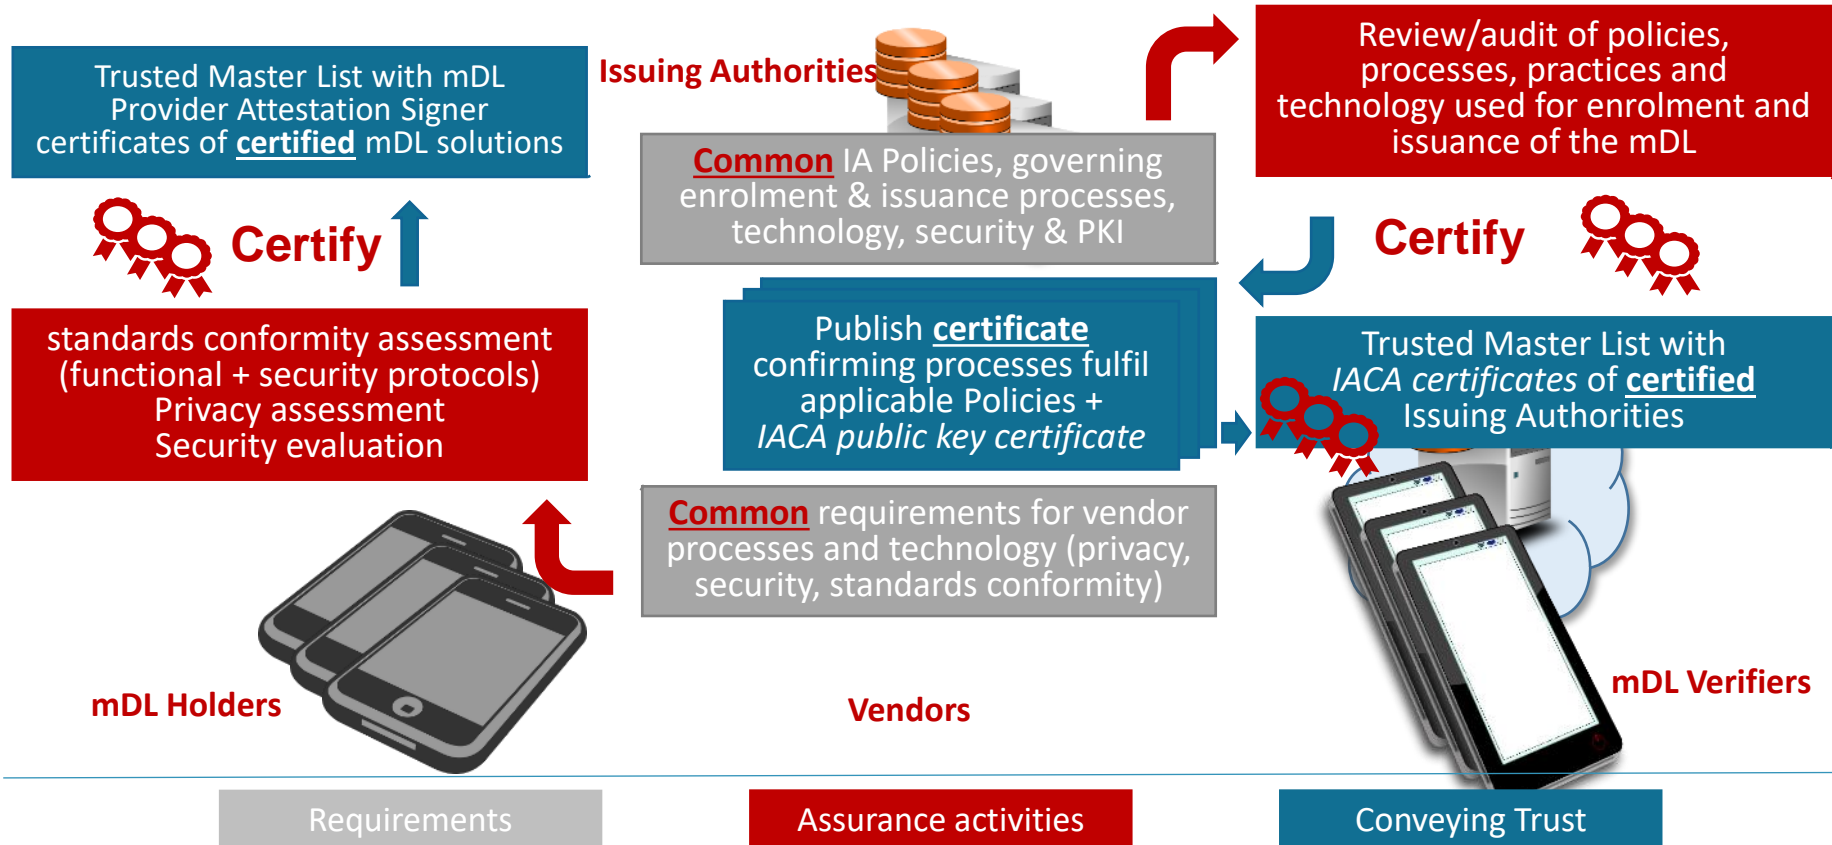 Trusted Master List with mDL
Provider Attestation Signer
certificates of certified mDL solutions
Certify
standards conformity assessment
(functional + security protocols)
Privacy assessment
Security evaluation
mDL Holders
Issuing Authorities
Common IA Policies, governing
enrolment & issuance processes,
technology, security & PKI
Publish certificate
confirming processes fulfil
applicable Policies +
IACA public key certificate
Common requirements for vendor
processes and technology (privacy,
security, standards conformity)
Vendors
Review/audit of policies,
processes, practices and
technology used for enrolment and
issuance of the mDL
Certify
Trusted Master List with
IACA certificates of certified
Issuing Authorities
mDL Verifiers
Requirements
Assurance activities
Conveying Trust